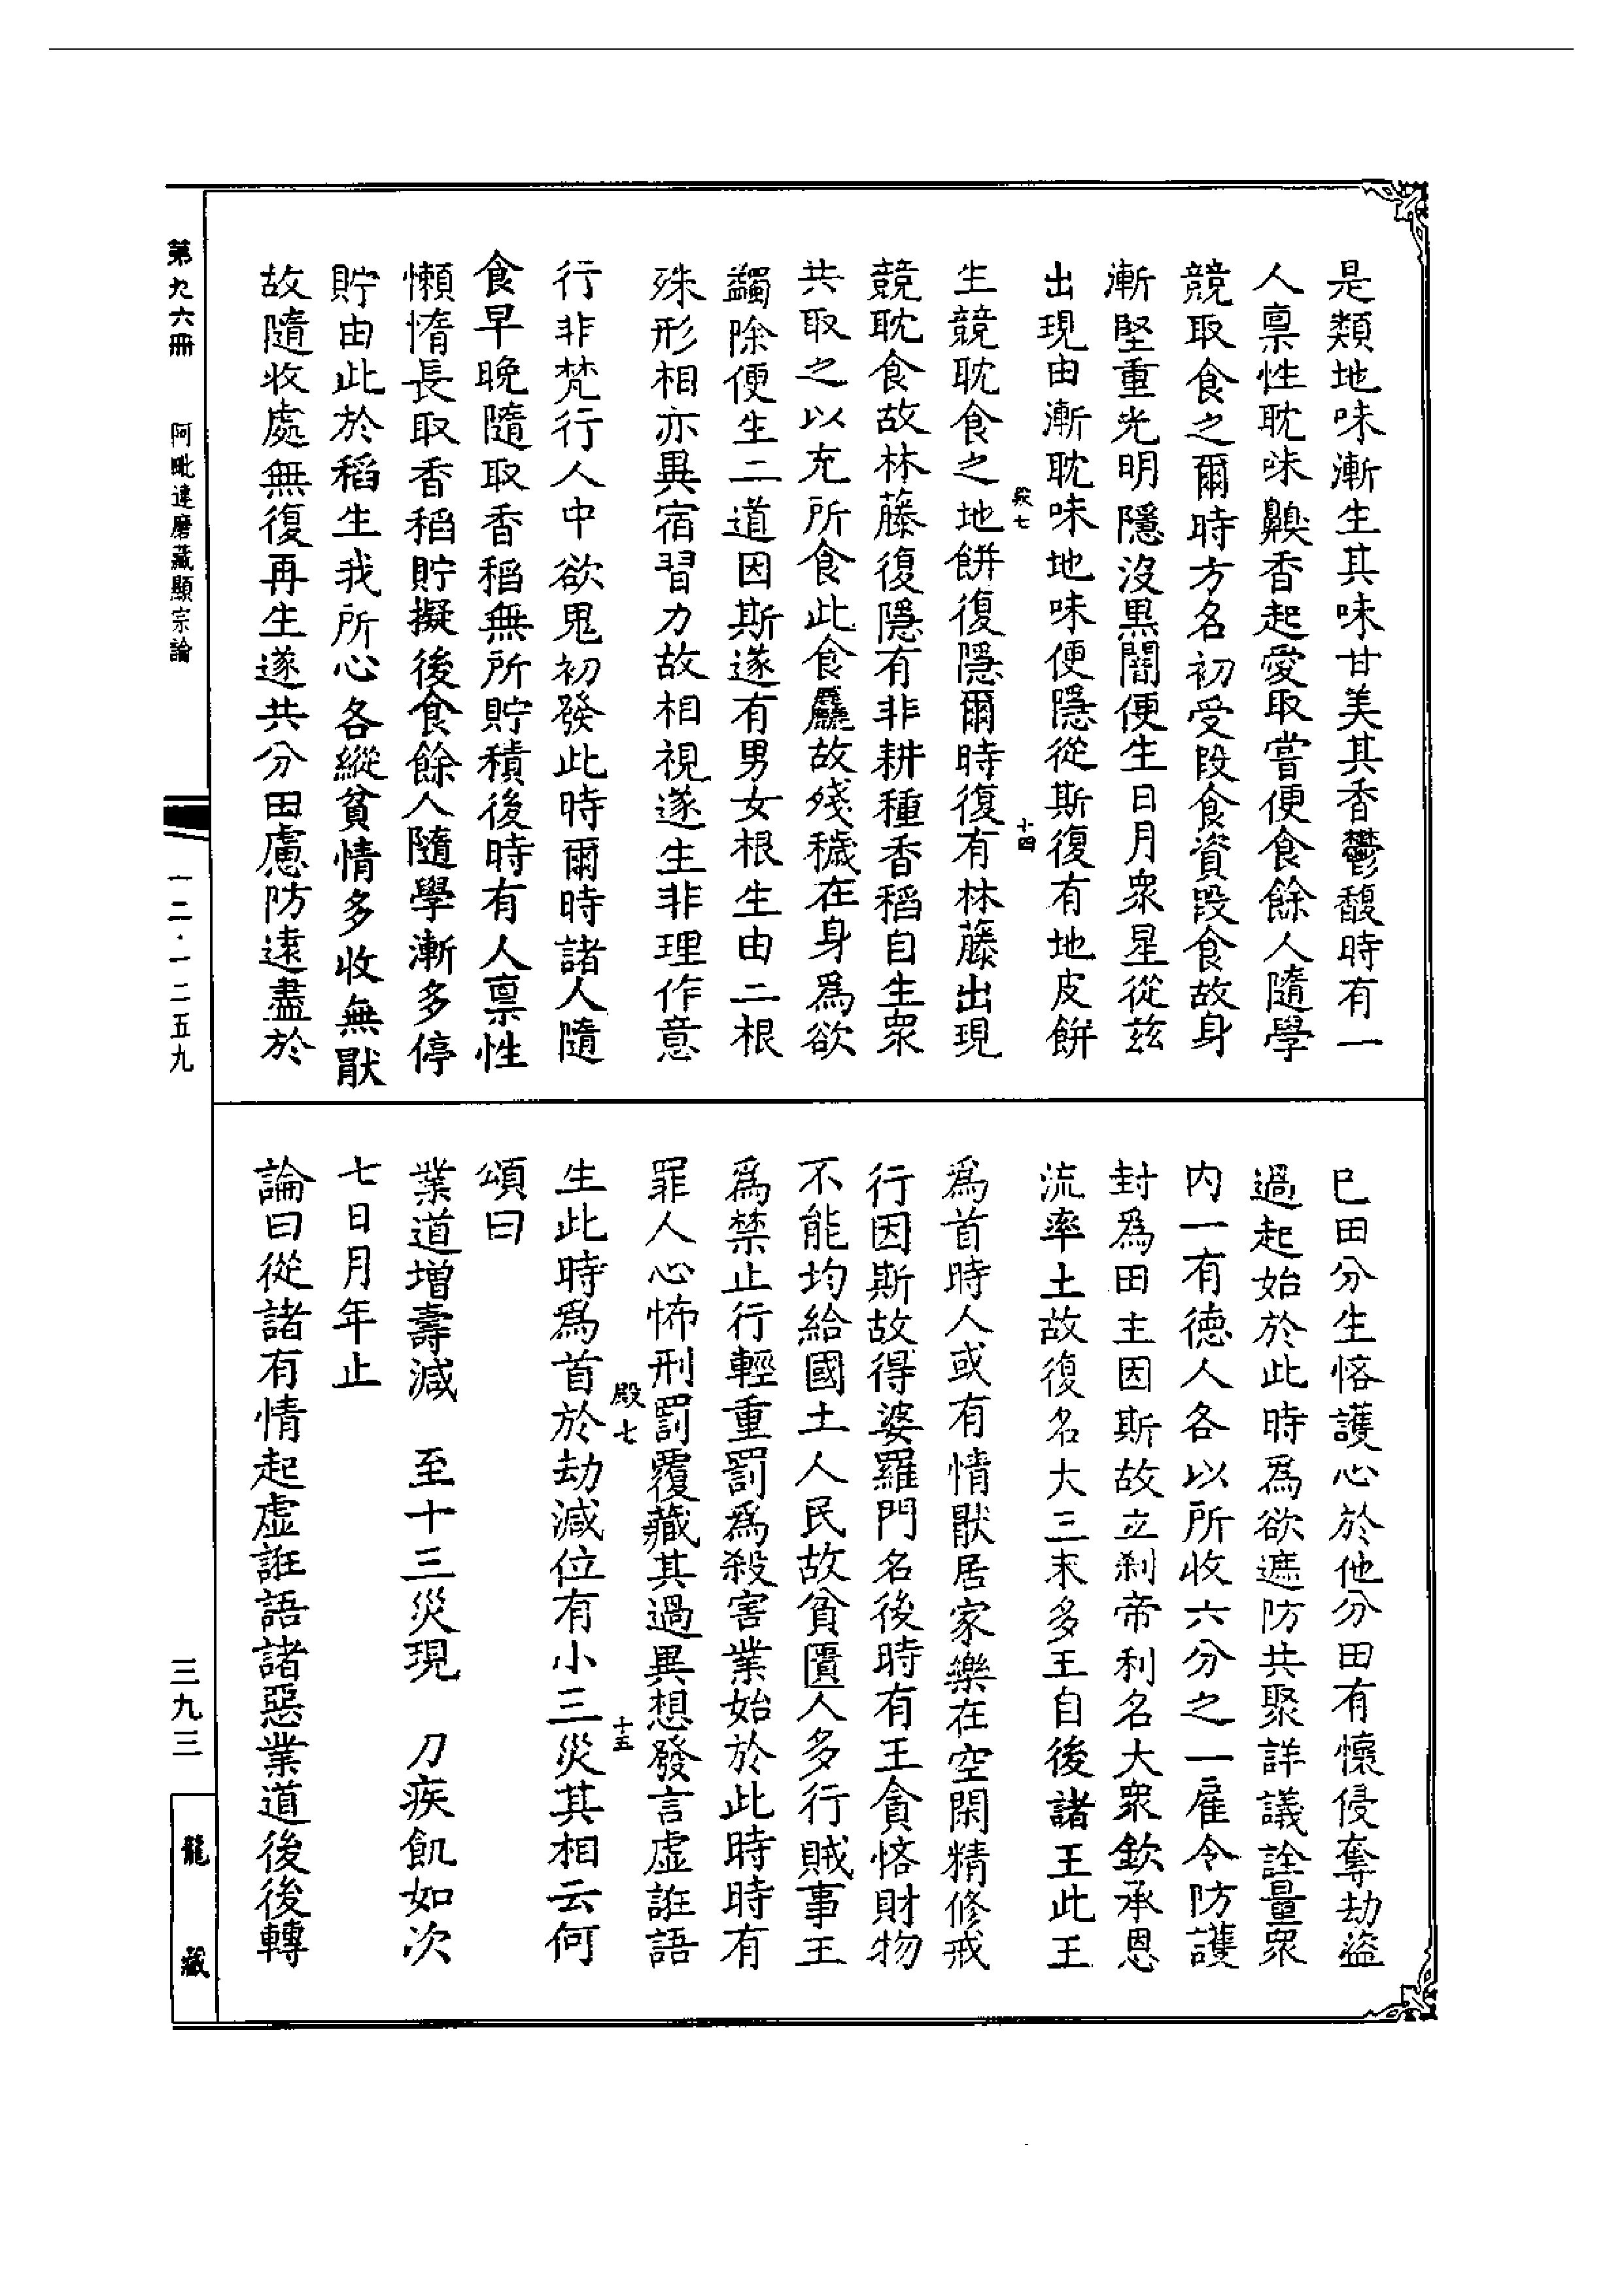 是類地味漸生其味甘美其香鬱馥時有一
人禀性耽味齅香起愛取嘗便食餘人隨學
競取食之爾時方名初受段食資段食故身
漸堅重光明隱沒黑闇便生日月衆星從茲
出現由漸耽味地味便隱從斯復有地皮餅
殿七
十四
生競耽食之地餅復隱爾時復有林藤出現
競耽食故林藤復隱有非耕種香稻自生衆
共取之以充所食此食麤故殘穢在身爲欲
蠲除便生二道因斯遂有男女根生由二根
殊形相亦異宿習力故相視遂生非理作意
行非梵行人中欲鬼初發此時爾時諸人隨
食早晚隨取香稻無所貯積後時有人禀性
懶惰長取香稻貯擬後食餘人隨學漸多停
貯由此於稻生我所心各縱貪情多收無猒
故隨收處無復再生遂共分田慮防遠盡於
巳田分生悋護心於他分田有懷侵奪劫盜
過起始於此時爲欲遮防共聚詳議詮量衆
内一有德人各以所收六分之一雇令防護
封爲田主因斯故立刹帝利名大衆欽承恩
流率土故復名大三末多王自後諸王此王
爲首時人或有情猒居家樂在空閑精修戒
行因斯故得婆羅門名後時有王貪悋財物
不能均給國土人民故貧匱人多行賊事王
爲禁止行輕重罰爲殺害業始於此時時有
罪人心怖刑罰覆藏其過異想發言虛誑語
殿七
十五
生此時爲首於劫減位有小三災其相云何
頌曰
業道增壽減　至十三災現　刀疾飢如次
七日月年止
論曰從諸有情起虛誑語諸惡業道後後轉
第九六冊　阿毗達磨藏顯宗論
一二·一二五九
三九三
龍藏